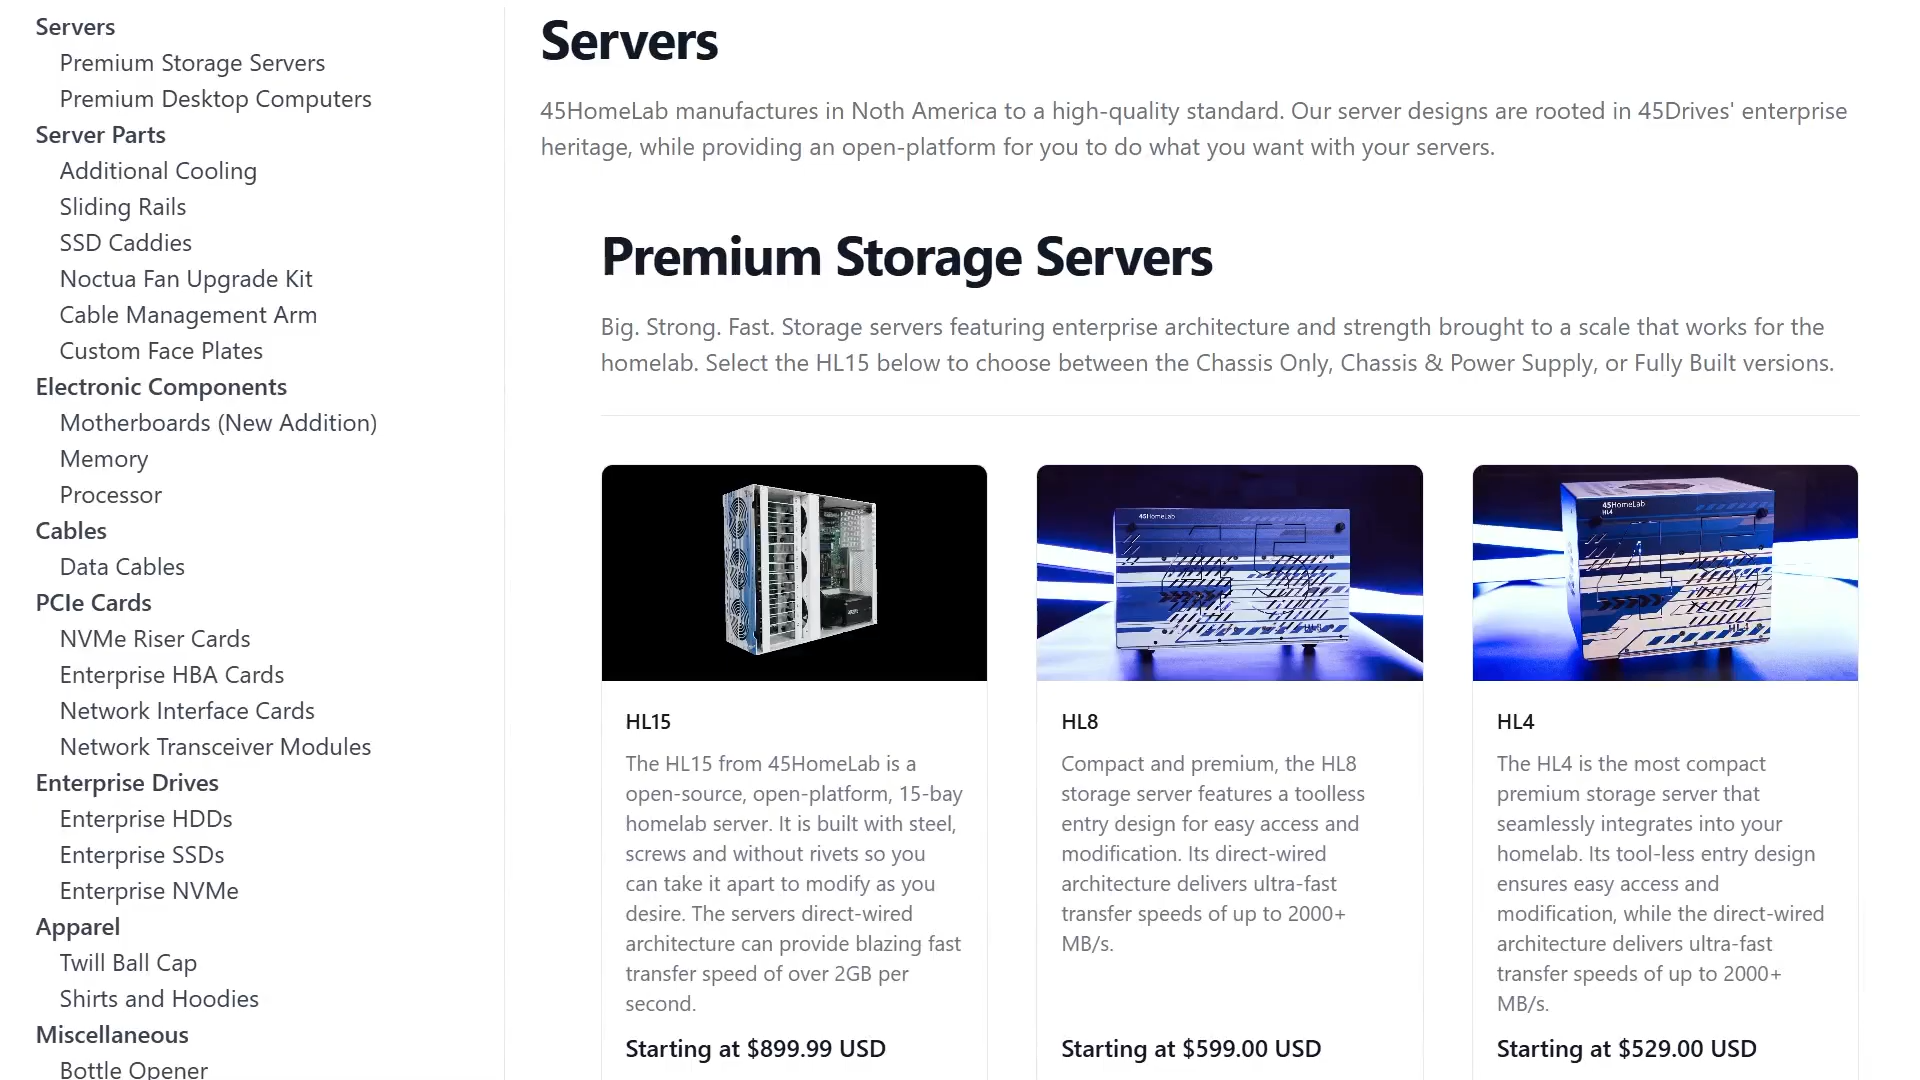 Servers
Premium Storage Servers
Premium Desktop Computers
Server Parts
Additional Cooling
Sliding Rails
SSD Caddies
Noctua Fan Upgrade Kit
Cable Management Arm
Custom Face Plates
Electronic Components
Motherboards (New Addition)
Memory
Processor
Cables
Data Cables
PCIe Cards
NVMe Riser Cards
Enterprise HBA Cards
Network Interface Cards
Network Transceiver Modules
Enterprise Drives
Enterprise HDDs
Enterprise SSDs
Enterprise NVMe
Apparel
Twill Ball Cap
Shirts and Hoodies
Miscellaneous
Bottle Opener
Servers
45HomeLab manufactures in Noth America to a high-quality standard. Our server designs are rooted in 45Drives' enterprise
heritage, while providing an open-platform for you to do what you want with your servers.
Premium Storage Servers
Big. Strong. Fast. Storage servers featuring enterprise architecture and strength brought to a scale that works for the
homelab. Select the HL15 below to choose between the Chassis Only, Chassis & Power Supply, or Fully Built versions.
HL15
The HL15 from 45HomeLab is a
open-source, open-platform, 15-bay
homelab server. It is built with steel,
screws and without rivets so you
can take it apart to modify as you
desire. The servers direct-wired
architecture can provide blazing fast
transfer speed of over 2GB per
second.
Starting at $899.99 USD
45HomeLab
HL8
HL8
Compact and premium, the HL8
storage server features a toolless
entry design for easy access and
modification. Its direct-wired
architecture delivers ultra-fast
transfer speeds of up to 2000+
MB/s.
Starting at $599.00 USD
45HomeLab
HL4
HL4
HL4
The HL4 is the most compact
premium storage server that
seamlessly integrates into your
homelab. Its tool-less entry design
ensures easy access and
modification, while the direct-wired
architecture delivers ultra-fast
transfer speeds of up to 2000+
MB/s.
Starting at $529.00 USD